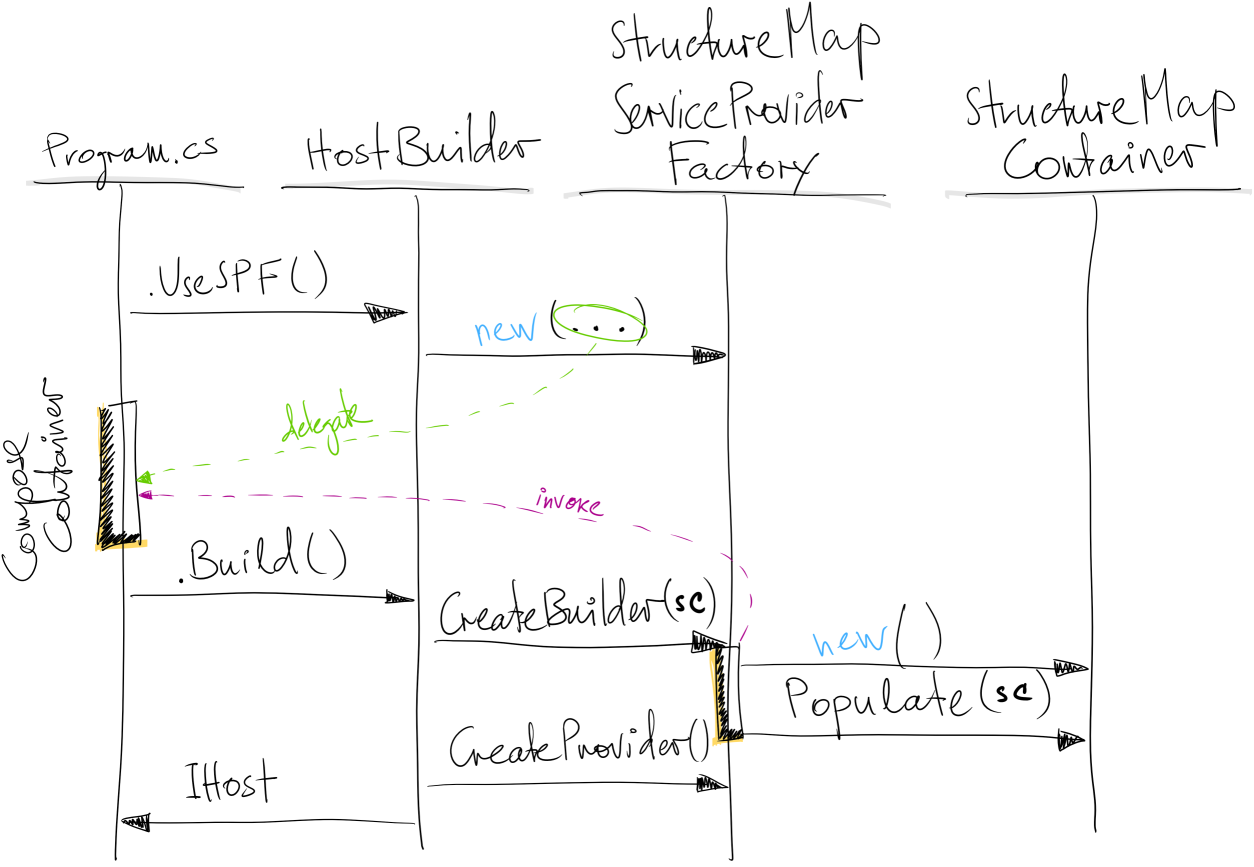 Program.cs
HostBuilder
StructureMap
ServiceProvider
Factory
StructureMap
Container
.UseSPF()
new (...)
delegate
Compose
Container
invoke
.Build()
CreateBuilder(sc)
new()
Populate(sc)
CreateProvider()
IHost